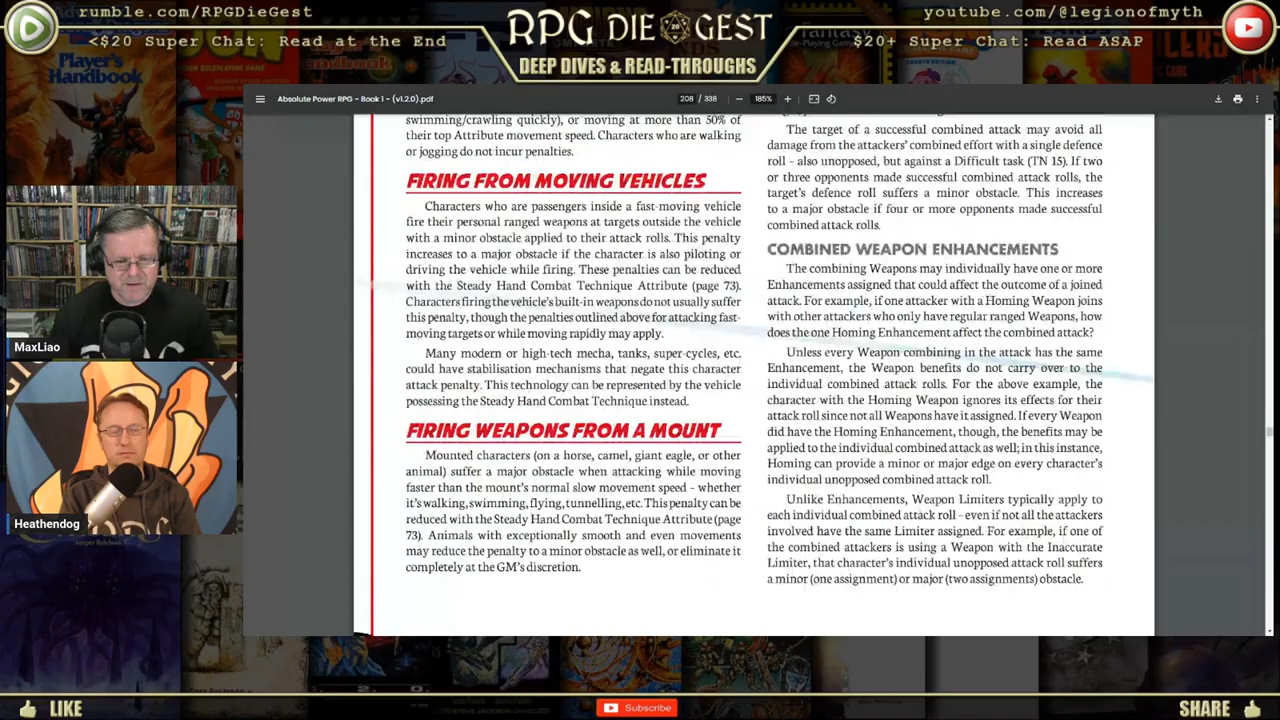 rumble.com/RPGDieGest
<$20 Super Chat: Read at the End
RPG DIE GEST
DEEP DIVES & READ-THROUGHS
youtube.com/@legionofmyth
$20+ Super Chat: Read ASAP
Player's
Handbook
Absolute Power RPG - Book 1 - (v1.2.0).pdf
208 / 338
185%
swimming/crawling quickly), or moving at more than 50% of
their top Attribute movement speed. Characters who are walking
or jogging do not incur penalties.
FIRING FROM MOVING VEHICLES
Characters who are passengers inside a fast-moving vehicle
fire their personal ranged weapons at targets outside the vehicle
with a minor obstacle applied to their attack rolls. This penalty
increases to a major obstacle if the character is also piloting or
driving the vehicle while firing. These penalties can be reduced
with the Steady Hand Combat Technique Attribute (page 73).
Characters firing the vehicle's built-in weapons do not usually suffer
this penalty, though the penalties outlined above for attacking fast-
moving targets or while moving rapidly may apply.
Many modern or high-tech mecha, tanks, super-cycles, etc.
could have stabilisation mechanisms that negate this character
attack penalty. This technology can be represented by the vehicle
possessing the Steady Hand Combat Technique instead.
FIRING WEAPONS FROM A MOUNT
Mounted characters (on a horse, camel, giant eagle, or other
animal) suffer a major obstacle when attacking while moving
faster than the mount's normal slow movement speed – whether
it's walking, swimming, flying, tunnelling, etc. This penalty can be
reduced with the Steady Hand Combat Technique Attribute (page
73). Animals with exceptionally smooth and even movements
may reduce the penalty to a minor obstacle as well, or eliminate it
completely at the GM's discretion.
The target of a successful combined attack may avoid all
damage from the attackers' combined effort with a single defence
roll – also unopposed, but against a Difficult task (TN 15). If two
or three opponents made successful combined attack rolls, the
target's defence roll suffers a minor obstacle. This increases
to a major obstacle if four or more opponents made successful
combined attack rolls.
COMBINED WEAPON ENHANCEMENTS
The combining Weapons may individually have one or more
Enhancements assigned that could affect the outcome of a joined
attack. For example, if one attacker with a Homing Weapon joins
with other attackers who only have regular ranged Weapons, how
does the one Homing Enhancement affect the combined attack?
Unless every Weapon combining in the attack has the same
Enhancement, the Weapon benefits do not carry over to the
individual combined attack rolls. For the above example, the
character with the Homing Weapon ignores its effects for their
attack roll since not all Weapons have it assigned. If every Weapon
did have the Homing Enhancement, though, the benefits may be
applied to the individual combined attack as well; in this instance,
Homing can provide a minor or major edge on every character's
individual unopposed combined attack roll.
Unlike Enhancements, Weapon Limiters typically apply to
each individual combined attack roll – even if not all the attackers
involved have the same Limiter assigned. For example, if one of
the combined attackers is using a Weapon with the Inaccurate
Limiter, that character's individual unopposed attack roll suffers
a minor (one assignment) or major (two assignments) obstacle.
MaxLiao
Heathendog
LIKE
Subscribe
SHARE